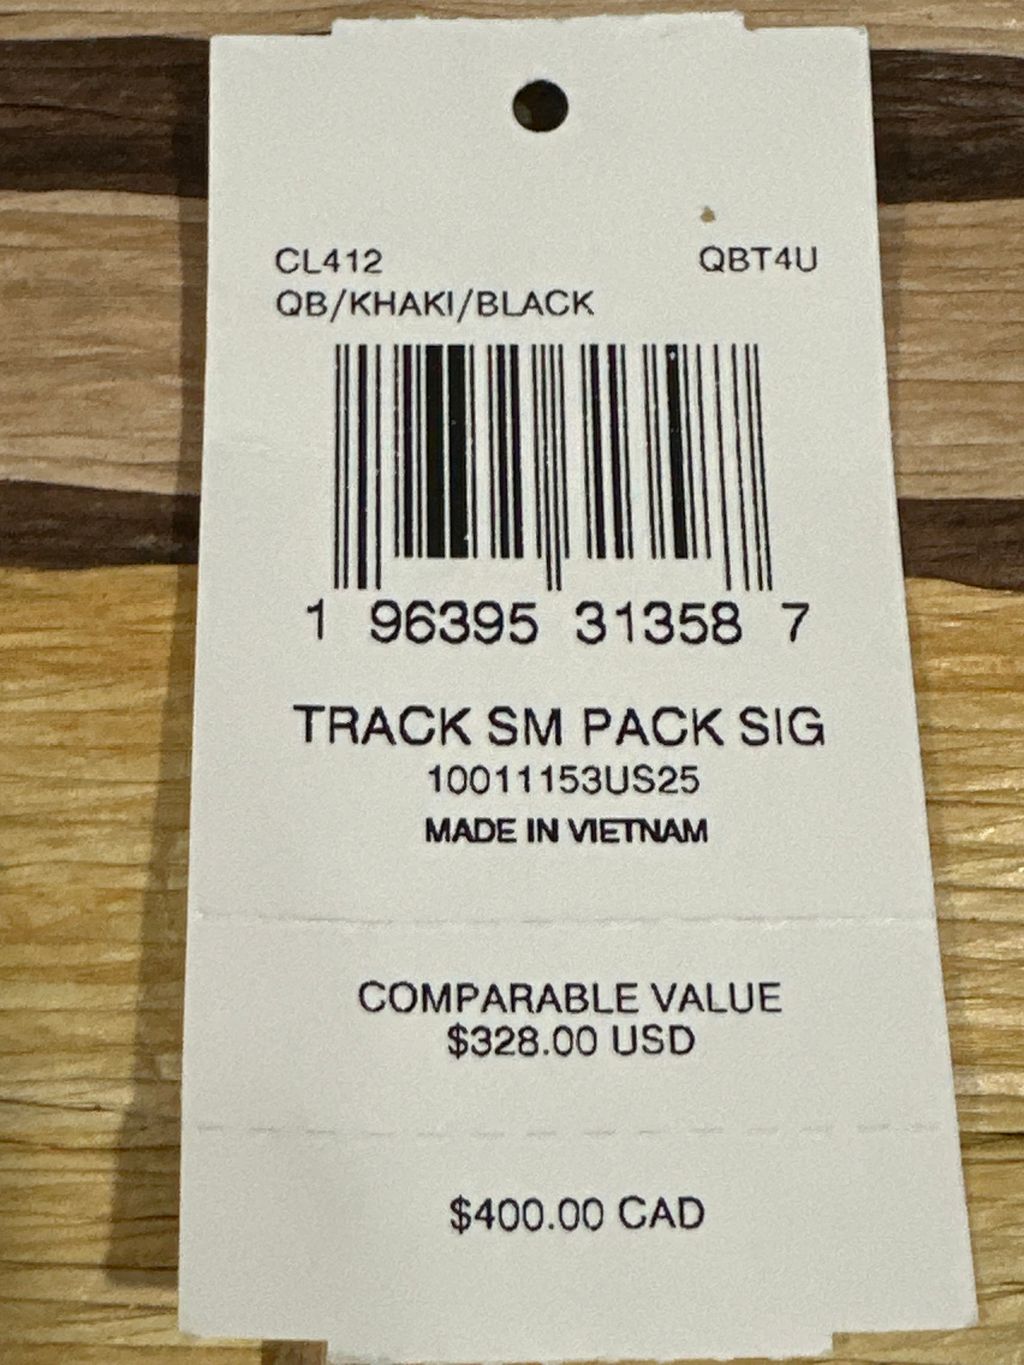 CL412 QBT4U
QB/KHAKI/BLACK
1 96395 31358 7
TRACK SM PACK SIG
10011153US25
MADE IN VIETNAM
COMPARABLE VALUE
$328.00 USD
$400.00 CAD